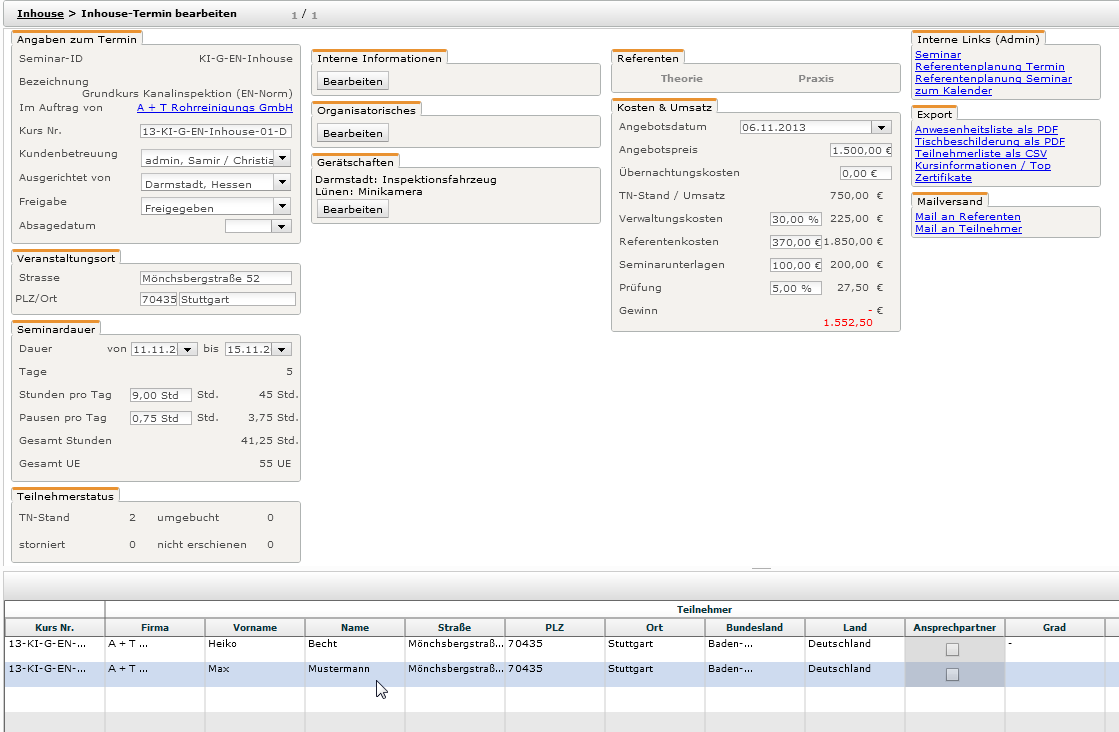 Inhouse > Inhouse-Termin bearbeiten 1 / 1
Angaben zum Termin
Seminar-ID KI-G-EN-Inhouse
Bezeichnung
Grundkurs Kanalinspektion (EN-Norm)
Im Auftrag von A + T Rohrreinigungs GmbH
Kurs Nr. 13-KI-G-EN-Inhouse-01-D
Kundenbetreuung admin, Samir / Christia
Ausgerichtet von Darmstadt, Hessen
Freigabe Freigegeben
Absagedatum
Veranstaltungsort
Strasse Mönchsbergstraße 52
PLZ/Ort 70435 Stuttgart
Seminardauer
Dauer von 11.11.2 bis 15.11.2
Tage 5
Stunden pro Tag 9,00 Std Std. 45 Std.
Pausen pro Tag 0,75 Std Std. 3,75 Std.
Gesamt Stunden 41,25 Std.
Gesamt UE 55 UE
Teilnehmerstatus
TN-Stand 2 umgebucht 0
storniert 0 nicht erschienen 0
Interne Informationen
Bearbeiten
Organisatorisches
Bearbeiten
Gerätschaften
Darmstadt: Inspektionsfahrzeug
Lünen: Minikamera
Bearbeiten
Referenten
Theorie Praxis
Kosten & Umsatz
Angebotsdatum 06.11.2013
Angebotspreis 1.500,00 €
Übernachtungskosten 0,00 €
TN-Stand / Umsatz 750,00 €
Verwaltungskosten 30,00 % 225,00 €
Referentenkosten 370,00 € 1.850,00 €
Seminarunterlagen 100,00 € 200,00 €
Prüfung 5,00 % 27,50 €
Gewinn - €
1.552,50
Interne Links (Admin)
Seminar
Referentenplanung Termin
Referentenplanung Seminar
zum Kalender
Export
Anwesenheitsliste als PDF
Tischbeschilderung als PDF
Teilnehmerliste als CSV
Kursinformationen / Top
Zertifikate
Mailversand
Mail an Referenten
Mail an Teilnehmer
Teilnehmer
Kurs Nr. Firma Vorname Name Straße PLZ Ort Bundesland Land Ansprechpartner Grad
13-KI-G-EN-... A + T ... Heiko Becht Mönchsbergstraß... 70435 Stuttgart Baden-... Deutschland -
13-KI-G-EN-... A + T ... Max Mustermann Mönchsbergstraß... 70435 Stuttgart Baden-... Deutschland